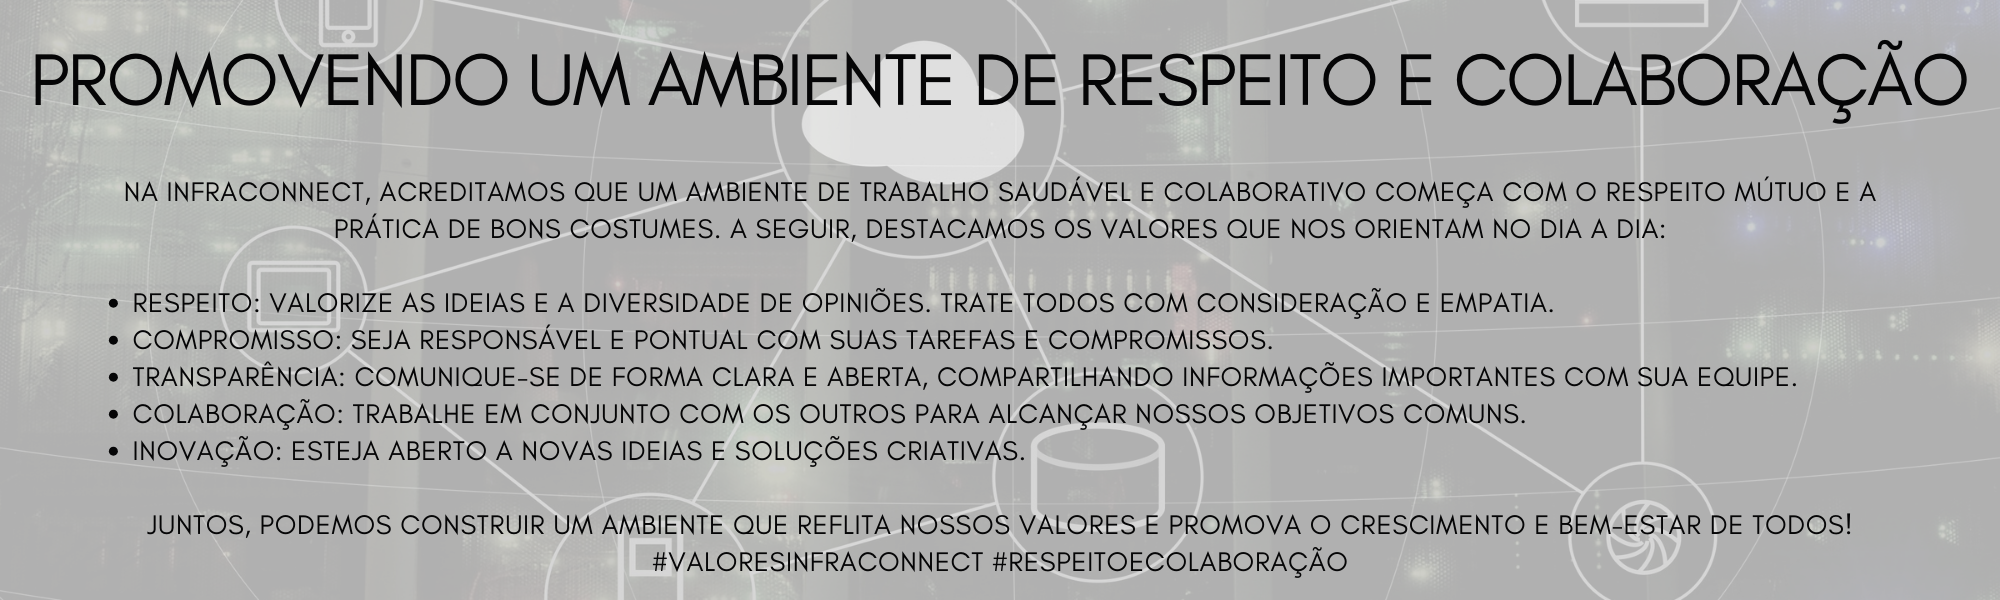 PROMOVENDO UM AMBIENTE DE RESPEITO E COLABORAÇÃO
NA INFRACONNECT, ACREDITAMOS QUE UM AMBIENTE DE TRABALHO SAUDÁVEL E COLABORATIVO COMEÇA COM O RESPEITO MÚTUO E A
PRÁTICA DE BONS COSTUMES. A SEGUIR, DESTACAMOS OS VALORES QUE NOS ORIENTAM NO DIA A DIA:
• RESPEITO: VALORIZE AS IDEIAS E A DIVERSIDADE DE OPINIÕES. TRATE TODOS COM CONSIDERAÇÃO E EMPATIA.
• COMPROMISSO: SEJA RESPONSÁVEL E PONTUAL COM SUAS TAREFAS E COMPROMISSOS.
• TRANSPARÊNCIA: COMUNIQUE-SE DE FORMA CLARA E ABERTA, COMPARTILHANDO INFORMAÇÕES IMPORTANTES COM SUA EQUIPE.
• COLABORAÇÃO: TRABALHE EM CONJUNTO COM OS OUTROS PARA ALCANÇAR NOSSOS OBJETIVOS COMUNS.
• INOVAÇÃO: ESTEJA ABERTO A NOVAS IDEIAS E SOLUÇÕES CRIATIVAS.
JUNTOS, PODEMOS CONSTRUIR UM AMBIENTE QUE REFLITA NOSSOS VALORES E PROMOVA O CRESCIMENTO E BEM-ESTAR DE TODOS!
#VALORESINFRACONNECT #RESPEITOECOLABORAÇÃO